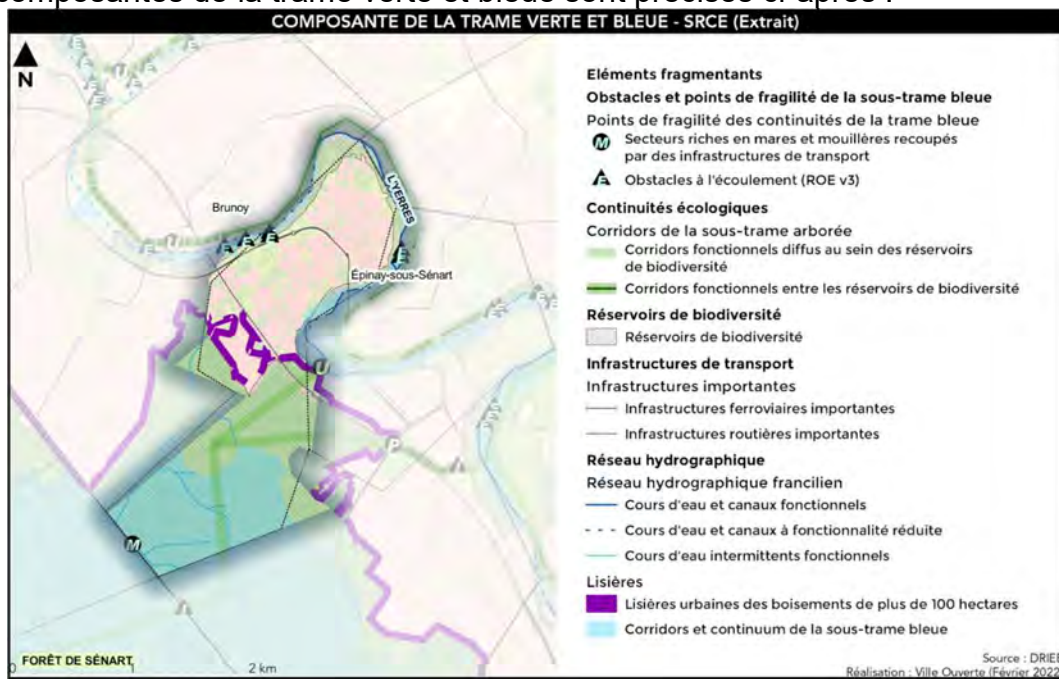 composantes de la trame verte et bleue sont précisées ci-après :
COMPOSANTE DE LA TRAME VERTE ET BLEUE - SRCE (Extrait)
N
Brunoy
L'YERRES
Épinay-sous-Sénart
U
U
U
P
M
E
E
E
E
FORÊT DE SÉNART
0
1
2 km
Eléments fragmentants
Obstacles et points de fragilité de la sous-trame bleue
Points de fragilité des continuités de la trame bleue
M
Secteurs riches en mares et mouillères recoupés
par des infrastructures de transport
E
Obstacles à l'écoulement (ROE v3)
Continuités écologiques
Corridors de la sous-trame arborée
Corridors fonctionnels diffus au sein des réservoirs
de biodiversité
Corridors fonctionnels entre les réservoirs de biodiversité
Réservoirs de biodiversité
Réservoirs de biodiversité
Infrastructures de transport
Infrastructures importantes
Infrastructures ferroviaires importantes
Infrastructures routières importantes
Réseau hydrographique
Réseau hydrographique francilien
Cours d'eau et canaux fonctionnels
Cours d'eau et canaux à fonctionnalité réduite
Cours d'eau intermittents fonctionnels
Lisières
Lisières urbaines des boisements de plus de 100 hectares
Corridors et continuum de la sous-trame bleue
Source : DRIEE
Réalisation : Ville Ouverte (Février 2022)